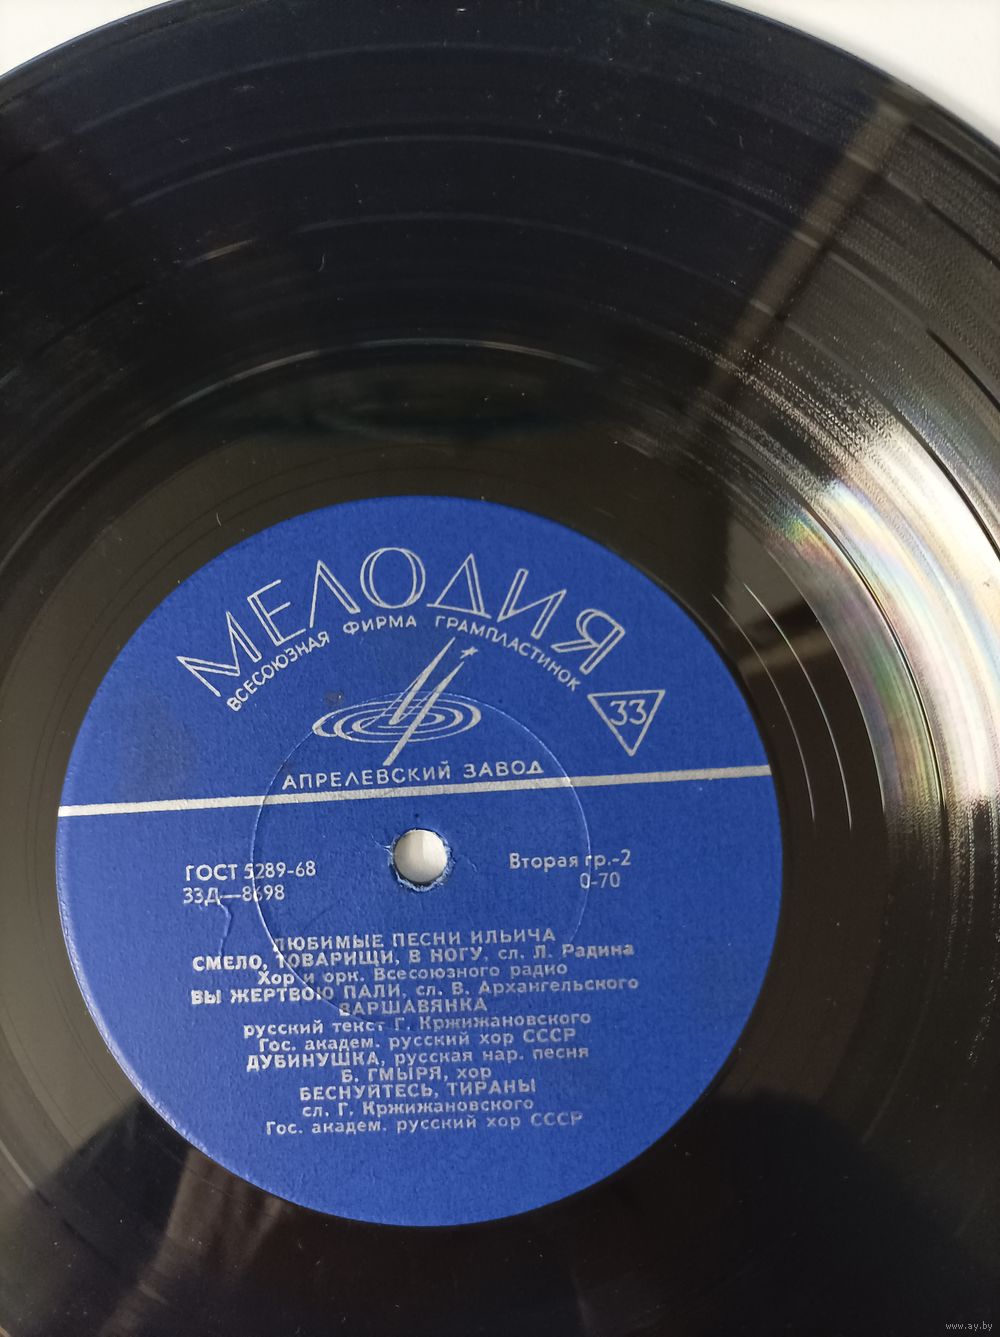 МЕЛОДИЯ
ВСЕСОЮЗНАЯ ФИРМА ГРАМПЛАСТИНОК
33
АПРЕЛЕВСКИЙ ЗАВОД
ГОСТ 5289-68
Вторая гр.-2
33Д—8698
0-70
ЛЮБИМЫЕ ПЕСНИ ИЛЬИЧА
СМЕЛО, ТОВАРИЩИ, В НОГУ, сл. Л. Радина
Хор и орк. Всесоюзного радио
ВЫ ЖЕРТВОЮ ПАЛИ, сл. В. Архангельского
ВАРШАВЯНКА
русский текст Г. Кржижановского
Гос. академ. русский хор СССР
ДУБИНУШКА, русская нар. песня
Б. ГМЫРЯ, хор
БЕСНУЙТЕСЬ, ТИРАНЫ
сл. Г. Кржижановского
Гос. академ. русский хор СССР
www.ay.by